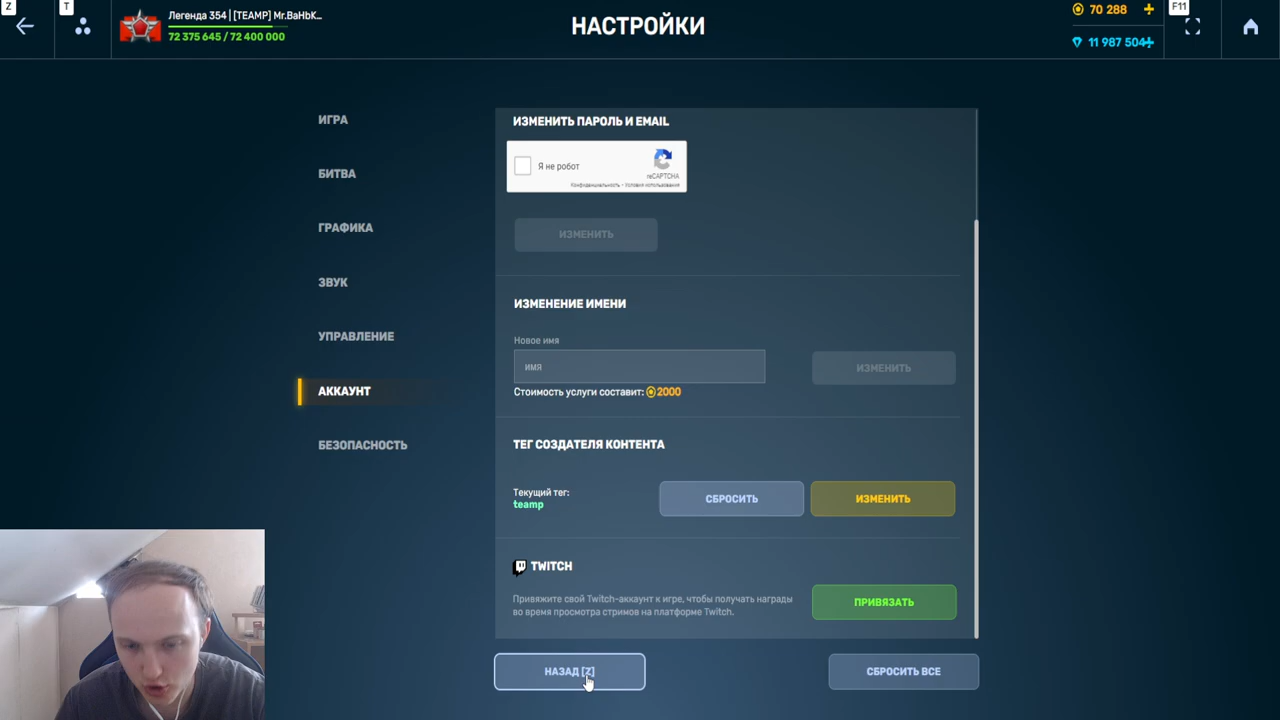 Z
T
Легенда 354 | [TEAMP] Mr.BaHbK...
72 375 645 / 72 400 000
НАСТРОЙКИ
70 288 +
11 987 504+
F11
ИГРА
БИТВА
ГРАФИКА
ЗВУК
УПРАВЛЕНИЕ
АККАУНТ
БЕЗОПАСНОСТЬ
ИЗМЕНИТЬ ПАРОЛЬ И EMAIL
Я не робот
reCAPTCHA
Конфиденциальность - Условия использования
ИЗМЕНИТЬ
ИЗМЕНЕНИЕ ИМЕНИ
Новое имя
имя
ИЗМЕНИТЬ
Стоимость услуги составит: 2000
ТЕГ СОЗДАТЕЛЯ КОНТЕНТА
Текущий тег:
teamp
СБРОСИТЬ
ИЗМЕНИТЬ
TWITCH
Привяжите свой Twitch-аккаунт к игре, чтобы получать награды
во время просмотра стримов на платформе Twitch.
ПРИВЯЗАТЬ
НАЗАД [Z]
СБРОСИТЬ ВСЕ